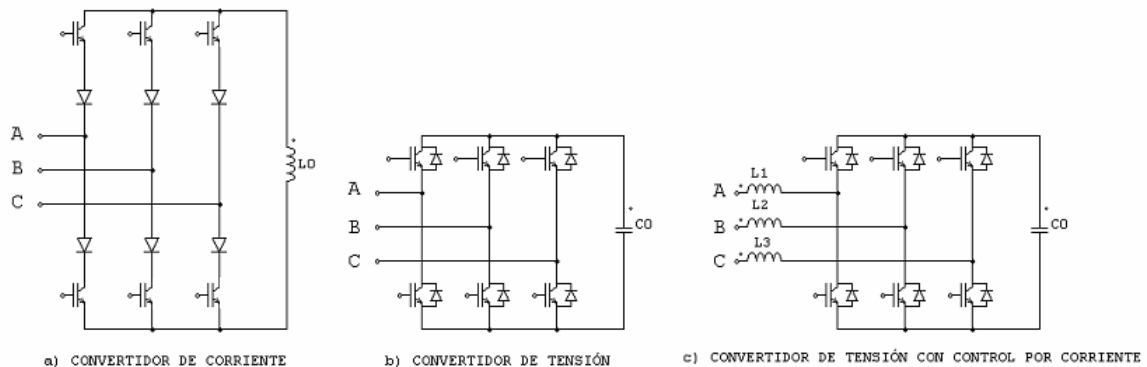 A
B
C
LO
a) CONVERTIDOR DE CORRIENTE
A
B
C
CO
b) CONVERTIDOR DE TENSIÓN
A
B
C
L1
L2
L3
CO
c) CONVERTIDOR DE TENSIÓN CON CONTROL POR CORRIENTE